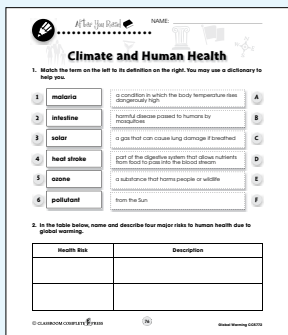 After You Read
NAME:
Climate and Human Health
1. Match the term on the left to its definition on the right. You may use a dictionary to
help you.
1 malaria a condition in which the body temperature rises A
dangerously high
2 intestine harmful disease passed to humans by B
mosquitoes
3 solar a gas that can cause lung damage if breathed C
4 heat stroke part of the digestive system that allows nutrients D
from food to pass into the blood stream
5 ozone a substance that harms people or wildlife E
6 pollutant from the Sun F
2. In the table below, name and describe four major risks to human health due to
global warming.
Health Risk Description
© CLASSROOM COMPLETE PRESS 76 Global Warming CC5772